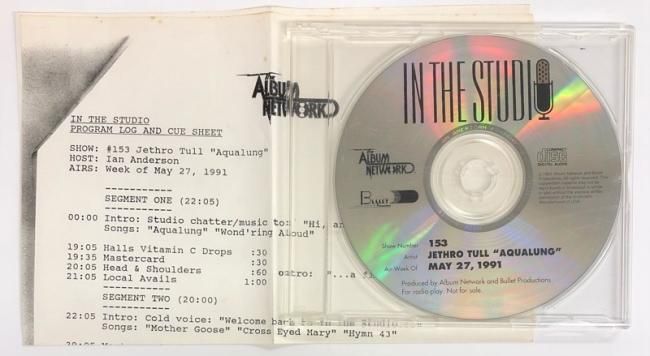 The
ALBUM
NETWORK
IN THE STUDIO
PROGRAM LOG AND CUE SHEET
SHOW: #153 Jethro Tull "Aqualung"
HOST: Ian Anderson
AIRS: Week of May 27, 1991
SEGMENT ONE (22:05)
00:00 Intro: Studio chatter/music to: "Hi,
Songs: "Aqualung" "Wond'ring Aloud"
19:05 Halls Vitamin C Drops :30
19:35 Mastercard :30
20:05 Head & Shoulders :60 outro: "...a
21:05 Local Avails 1:00
SEGMENT TWO (20:00)
22:05 Intro: Cold voice: "Welcome back to In The Studio
Songs: "Mother Goose" "Cross Eyed Mary" "Hymn 43"
IN THE STUDIO
The
ALBUM
NETWORK
BULLET
COMPACT
disc
DIGITAL AUDIO
Show Number 153
Artist JETHRO TULL "AQUALUNG"
Air Week Of MAY 27, 1991
Produced by Album Network and Bullet Productions.
For radio play. Not for sale.